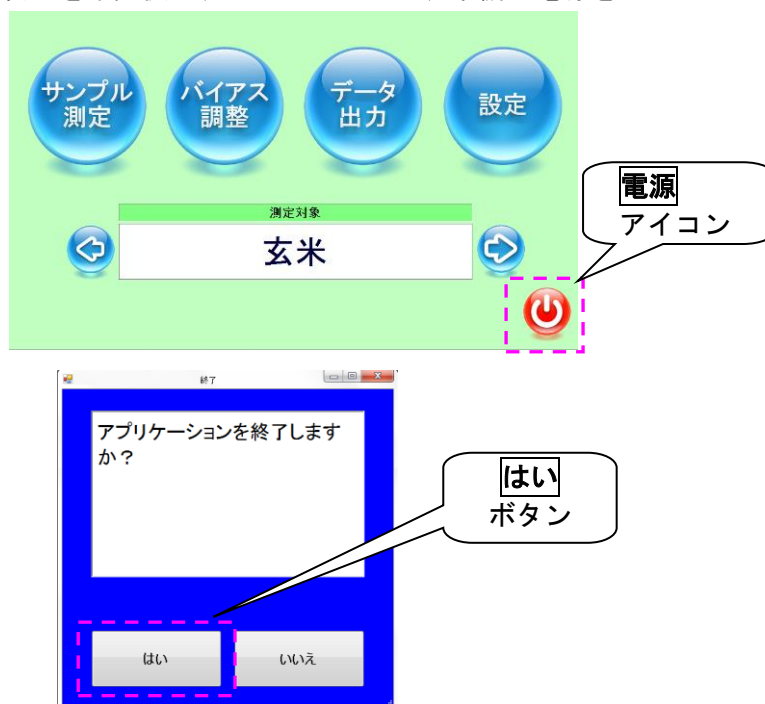 サンプル
測定
バイアス
調整
データ
出力
設定
電源
アイコン
測定対象
玄米
終了
アプリケーションを終了します
か？
はい
ボタン
はい
いいえ